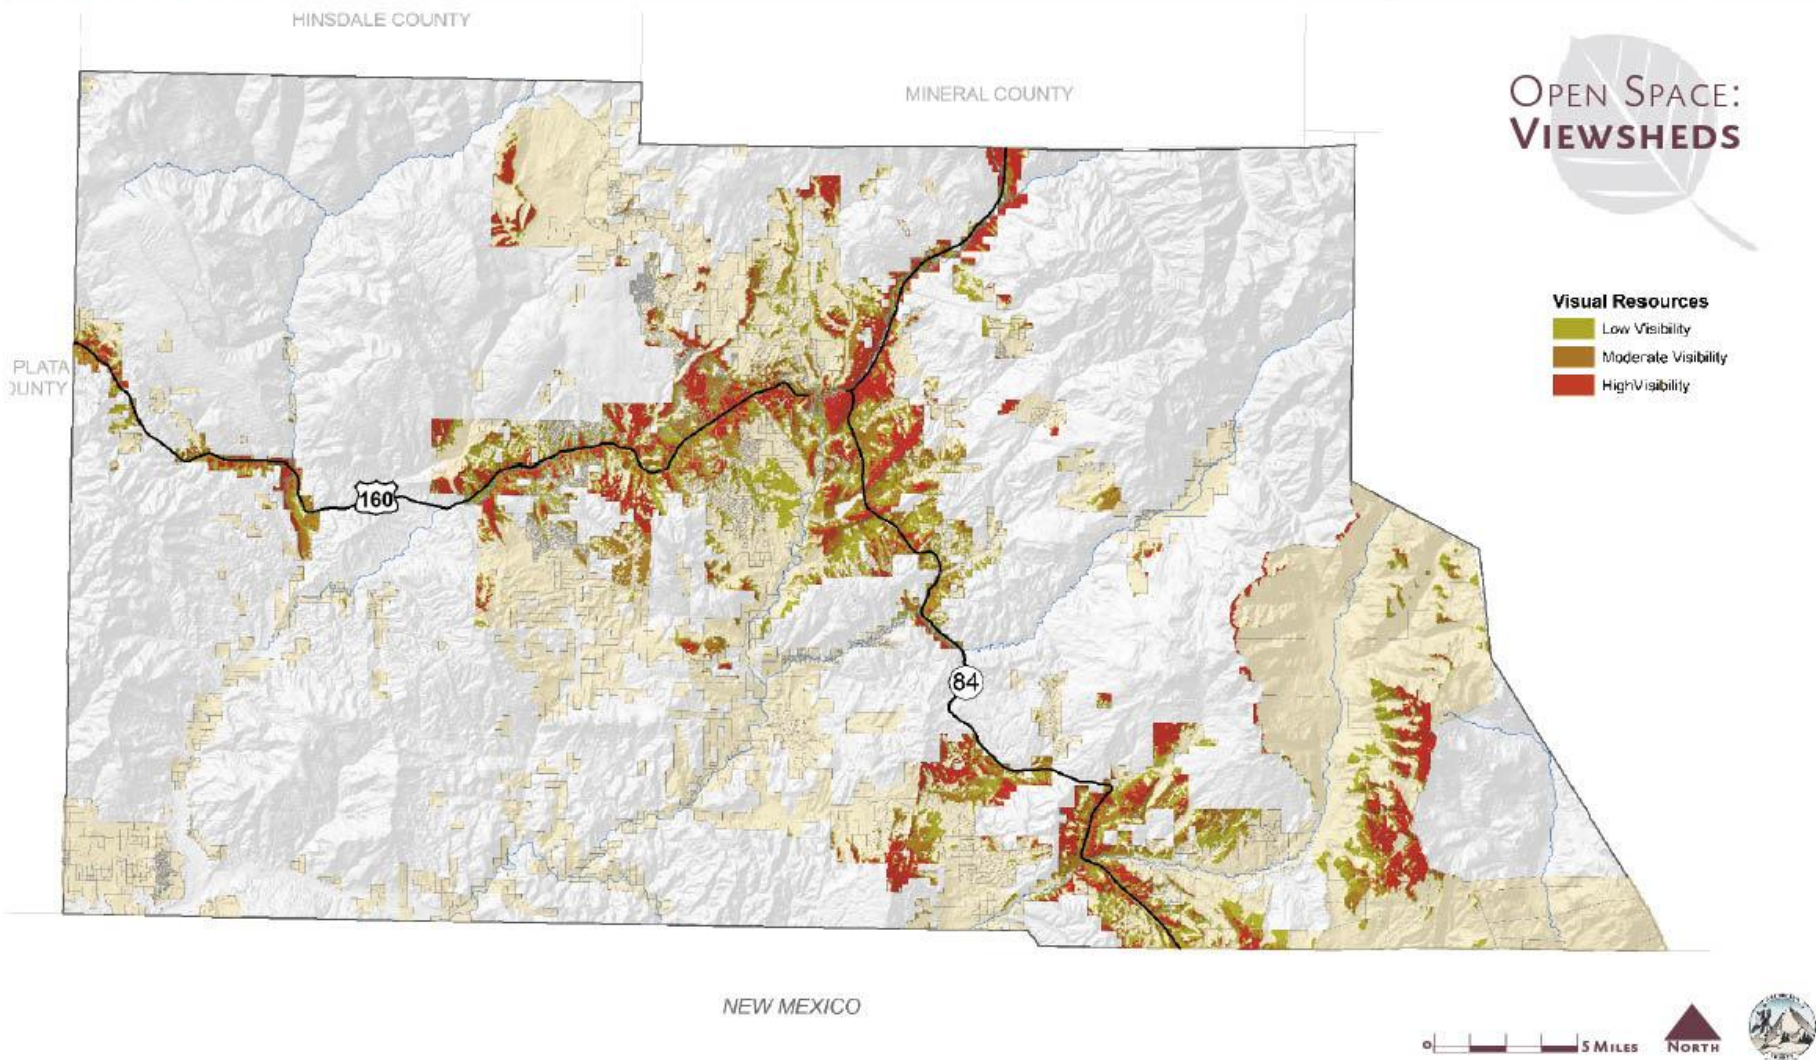 HINSDALE COUNTY
MINERAL COUNTY
OPEN SPACE:
VIEWSHEDS
Visual Resources
Low Visibility
Moderate Visibility
HighVisibility
PLATA
OUNTY
160
84
NEW MEXICO
0 5 MILES
NORTH